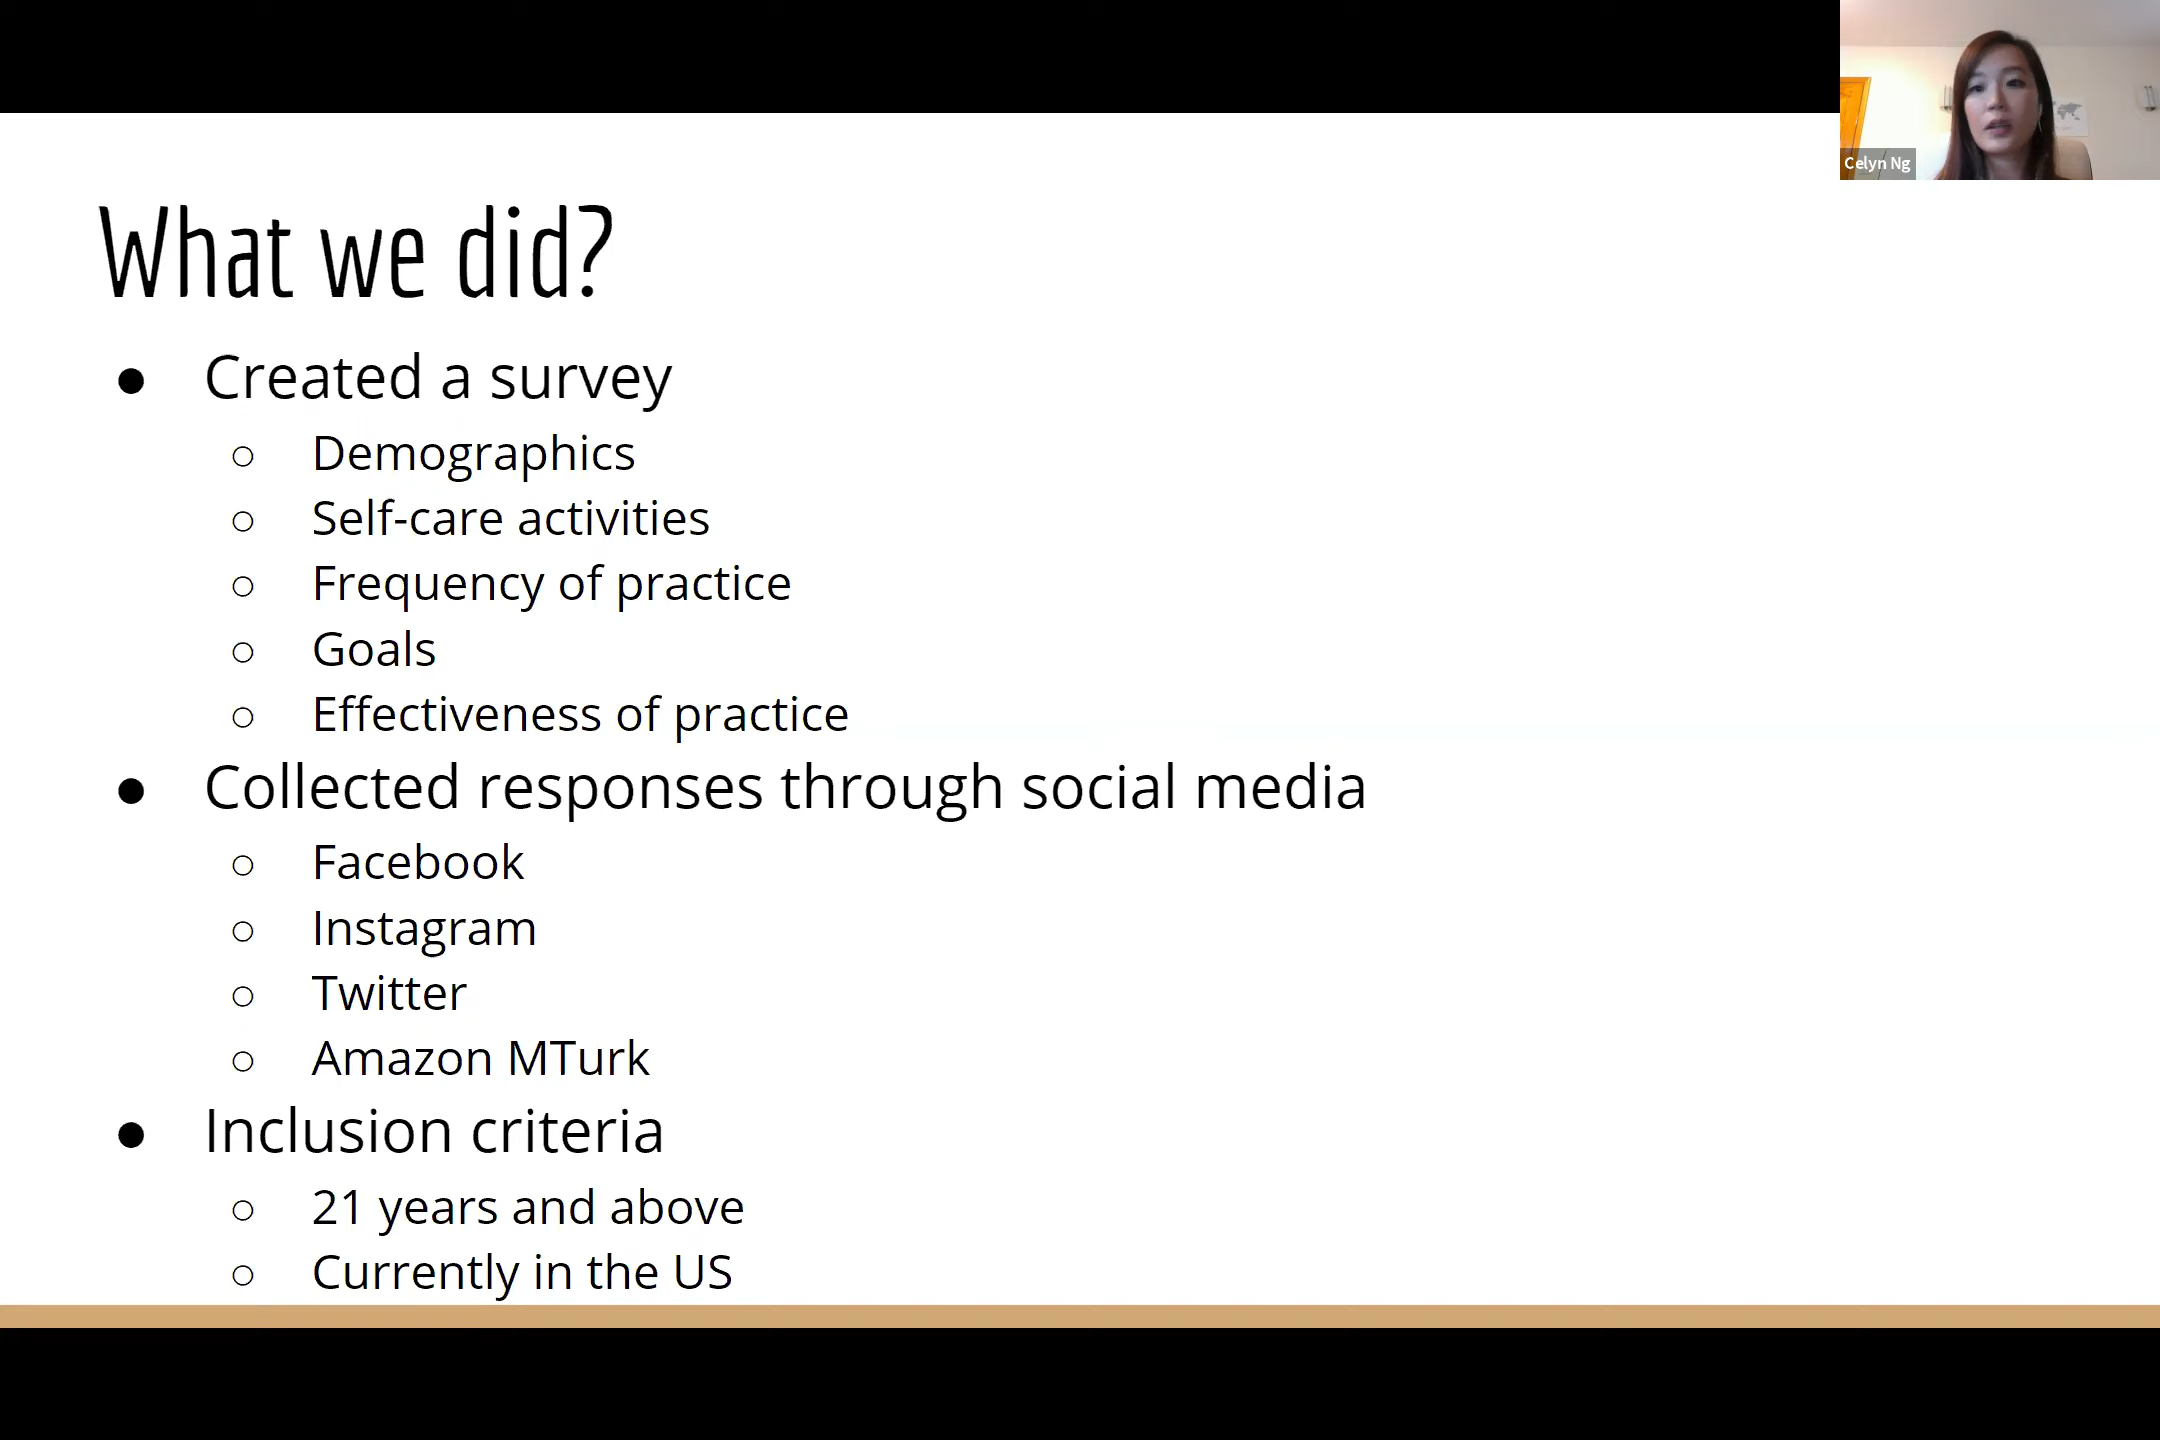 Celyn Ng
What we did?
● Created a survey
○ Demographics
○ Self-care activities
○ Frequency of practice
○ Goals
○ Effectiveness of practice
● Collected responses through social media
○ Facebook
○ Instagram
○ Twitter
○ Amazon MTurk
● Inclusion criteria
○ 21 years and above
○ Currently in the US